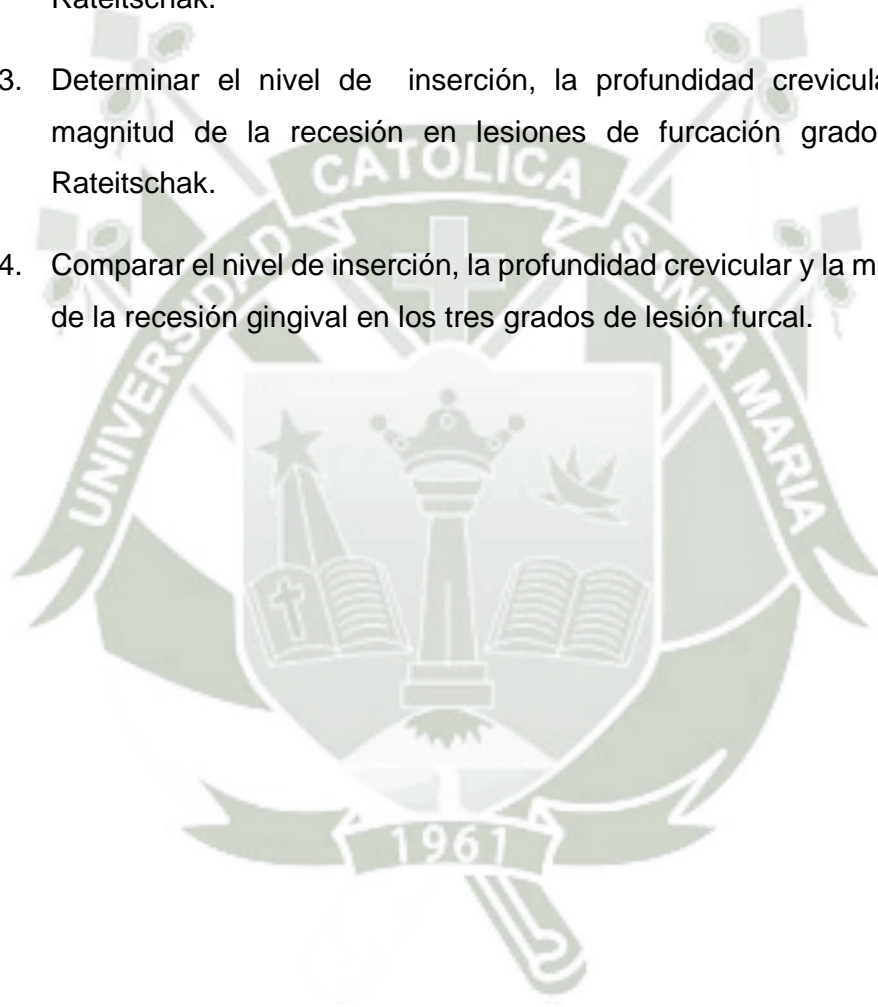 Rateitschak.
3. Determinar el nivel de inserción, la profundidad
magnitud de la recesión en lesiones de furcación grado
Rateitschak.
4. Comparar el nivel de inserción, la profundidad crevicular y la
de la recesión gingival en los tres grados de lesión furcal.
UNIVERSIDAD CATOLICA SANTA MARIA
1961